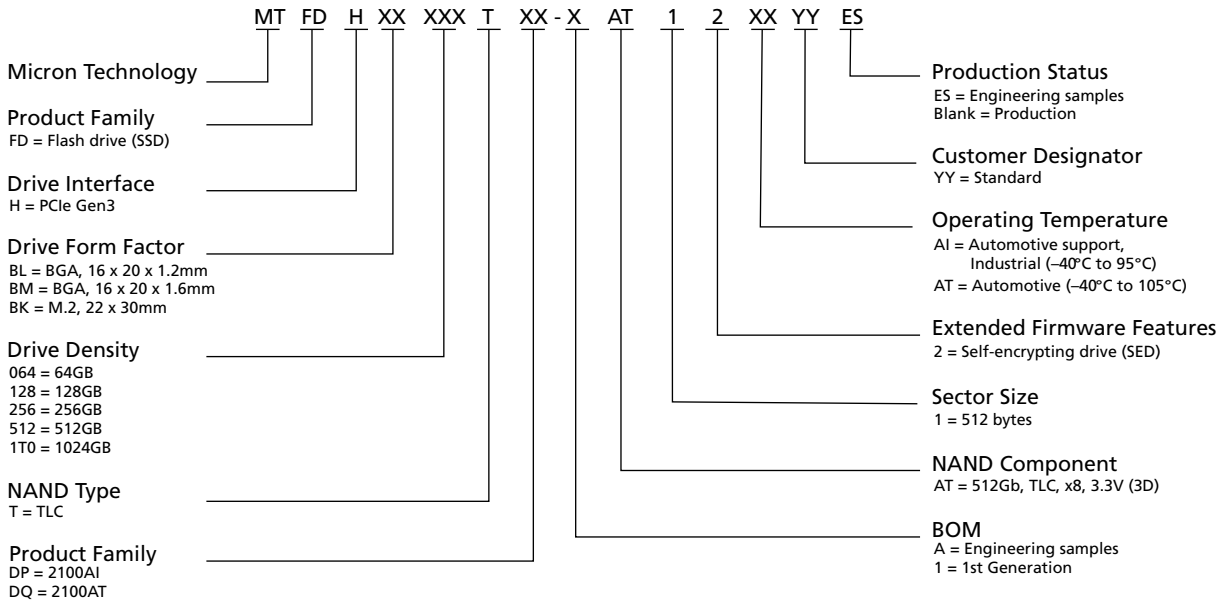 MT FD H XX XXX T XX - X AT 1 2 XX YY ES
Micron Technology
Product Family
FD = Flash drive (SSD)
Drive Interface
H = PCIe Gen3
Drive Form Factor
BL = BGA, 16 x 20 x 1.2mm
BM = BGA, 16 x 20 x 1.6mm
BK = M.2, 22 x 30mm
Drive Density
064 = 64GB
128 = 128GB
256 = 256GB
512 = 512GB
1T0 = 1024GB
NAND Type
T = TLC
Product Family
DP = 2100AI
DQ = 2100AT
Production Status
ES = Engineering samples
Blank = Production
Customer Designator
YY = Standard
Operating Temperature
AI = Automotive support,
Industrial (–40°C to 95°C)
AT = Automotive (–40°C to 105°C)
Extended Firmware Features
2 = Self-encrypting drive (SED)
Sector Size
1 = 512 bytes
NAND Component
AT = 512Gb, TLC, x8, 3.3V (3D)
BOM
A = Engineering samples
1 = 1st Generation